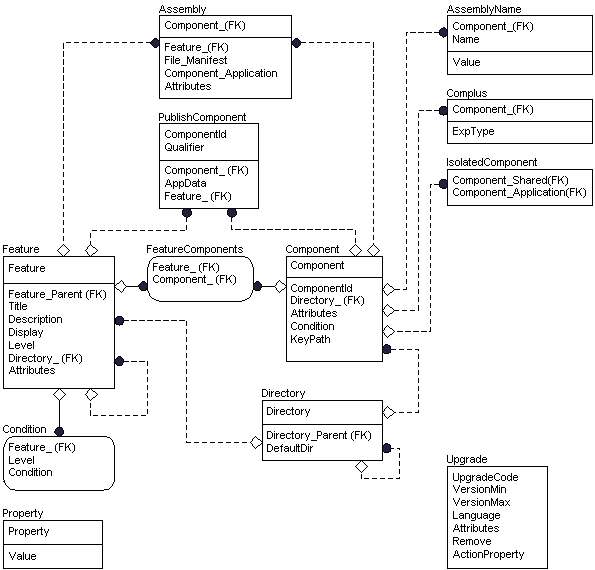 Assembly
Component_(FK)
Feature_(FK)
File_Manifest
Component_Application
Attributes
AssemblyName
Component_(FK)
Name
Value
Complus
Component_(FK)
ExpType
IsolatedComponent
Component_Shared(FK)
Component_Application(FK)
PublishComponent
ComponentId
Qualifier
Component_ (FK)
AppData
Feature_ (FK)
Feature
Feature
Feature_Parent (FK)
Title
Description
Display
Level
Directory_ (FK)
Attributes
FeatureComponents
Feature_ (FK)
Component_ (FK)
Component
Component
ComponentId
Directory_ (FK)
Attributes
Condition
KeyPath
Directory
Directory
Directory_Parent (FK)
DefaultDir
Condition
Feature_ (FK)
Level
Condition
Upgrade
UpgradeCode
VersionMin
VersionMax
Language
Attributes
Remove
ActionProperty
Property
Property
Value